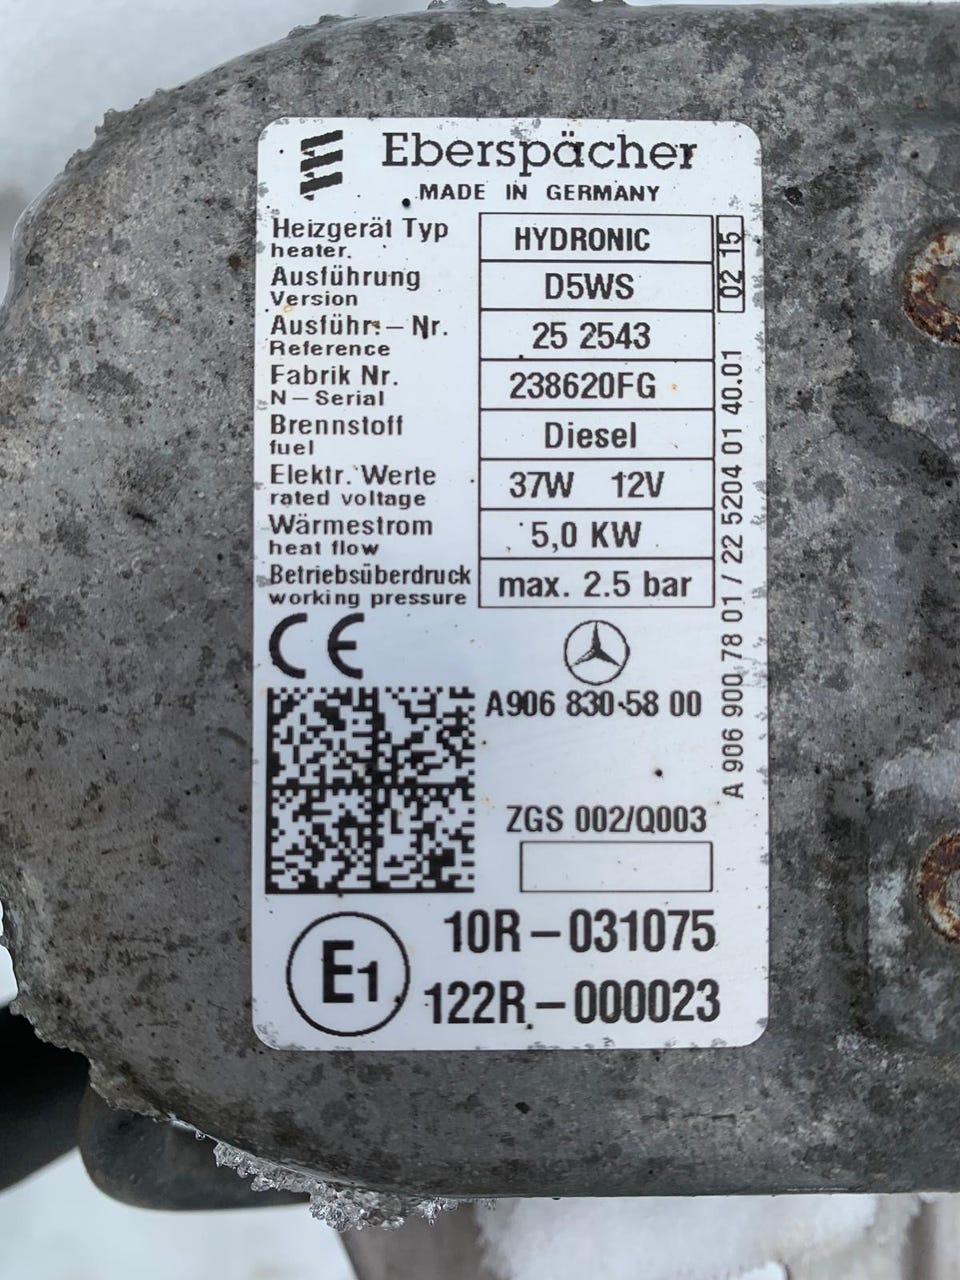 Eberspächer
MADE IN GERMANY
Heizgerät Typ HYDRONIC
heater.
Ausführung D5WS
Version
Ausführ.-Nr. 25 2543
Reference
Fabrik Nr. 238620FG
N-Serial
Brennstoff Diesel
fuel
Elektr. Werte 37W 12V
rated voltage
Wärmestrom 5,0 KW
heat flow
Betriebsüberdruck max. 2.5 bar
working pressure
02 15
A 906 900 78 01 / 22 5204 01 40.01
CE
A906 830 58 00
ZGS 002/Q003
E1
10R-031075
122R-000023